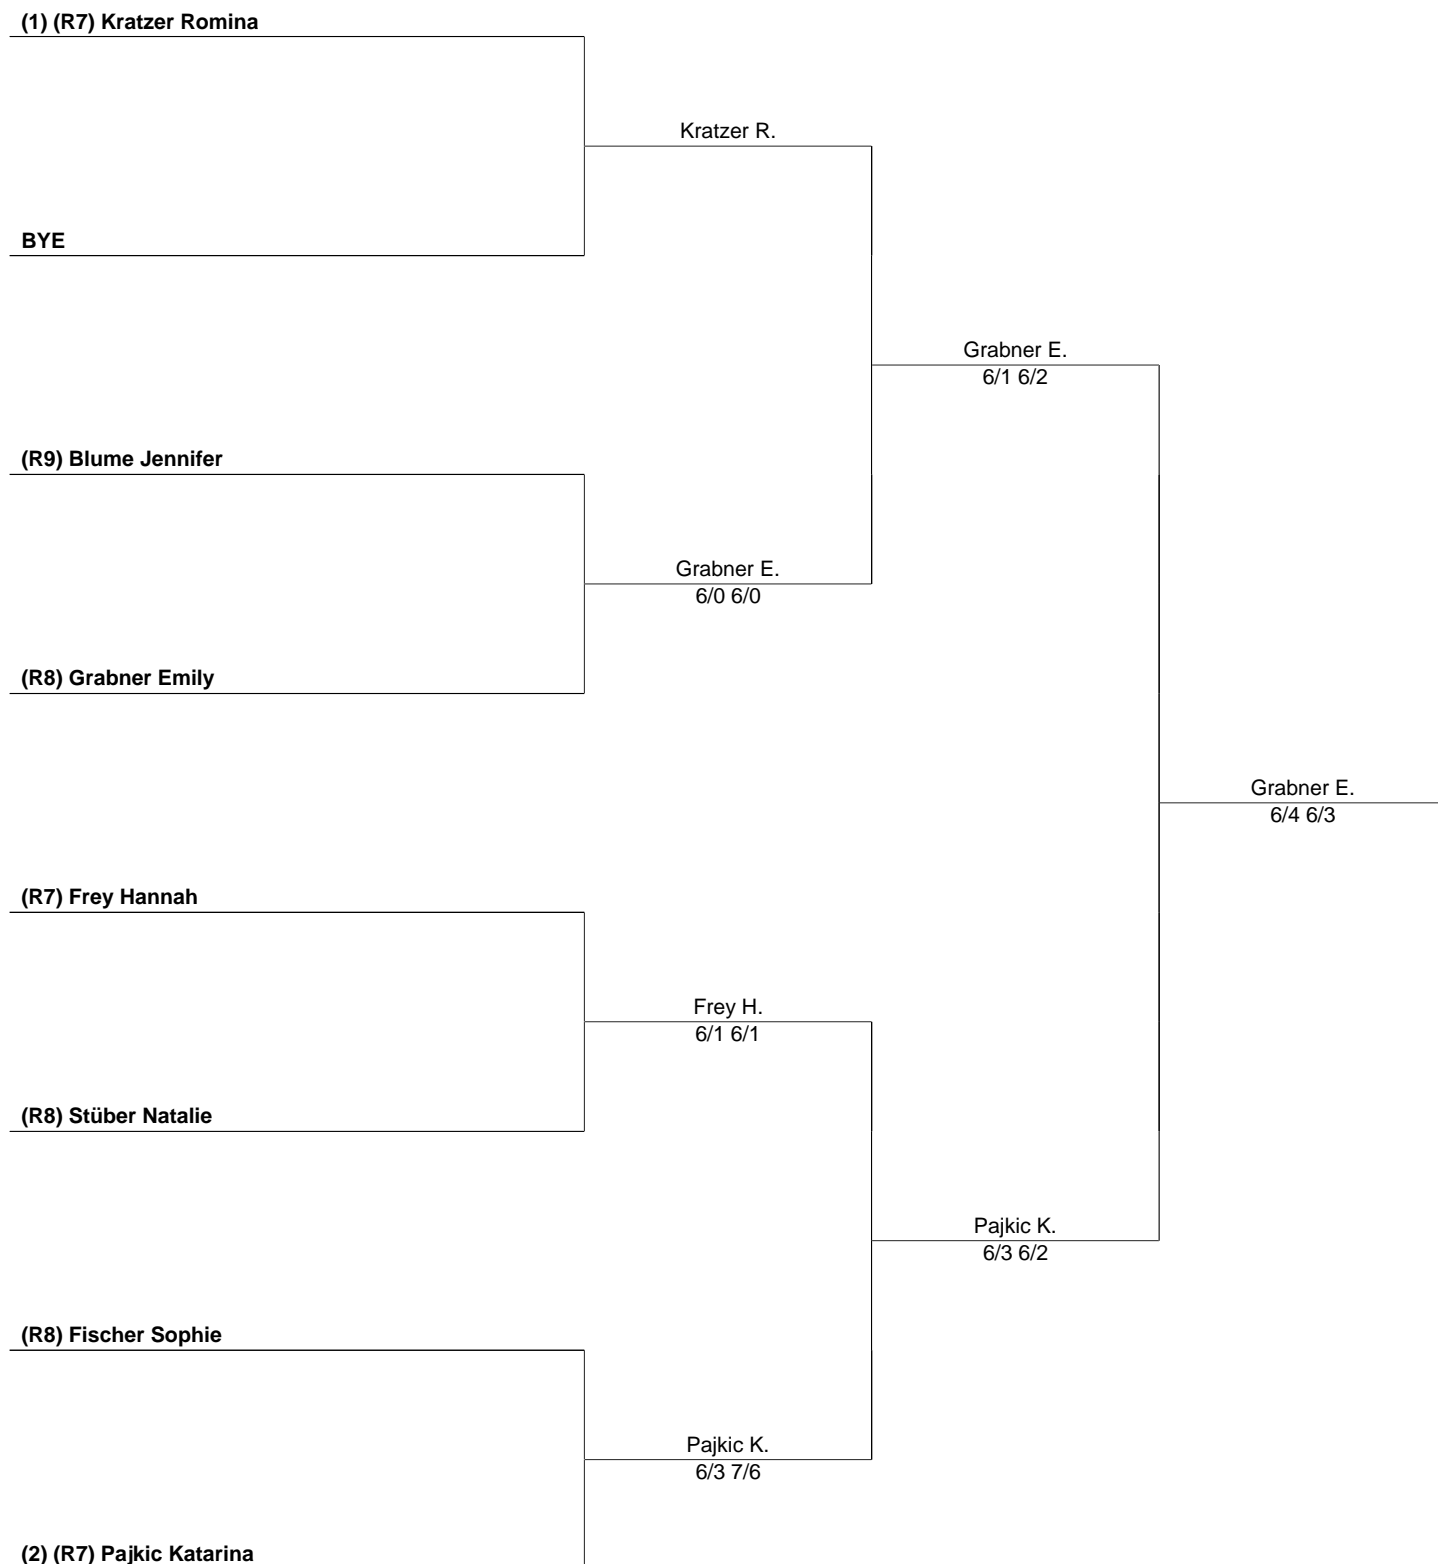 (1) (R7) Kratzer Romina
Kratzer R.
BYE
Grabner E.
6/1 6/2
(R9) Blume Jennifer
Grabner E.
6/0 6/0
(R8) Grabner Emily
Grabner E.
6/4 6/3
(R7) Frey Hannah
Frey H.
6/1 6/1
(R8) Stüber Natalie
Pajkic K.
6/3 6/2
(R8) Fischer Sophie
Pajkic K.
6/3 7/6
(2) (R7) Pajkic Katarina